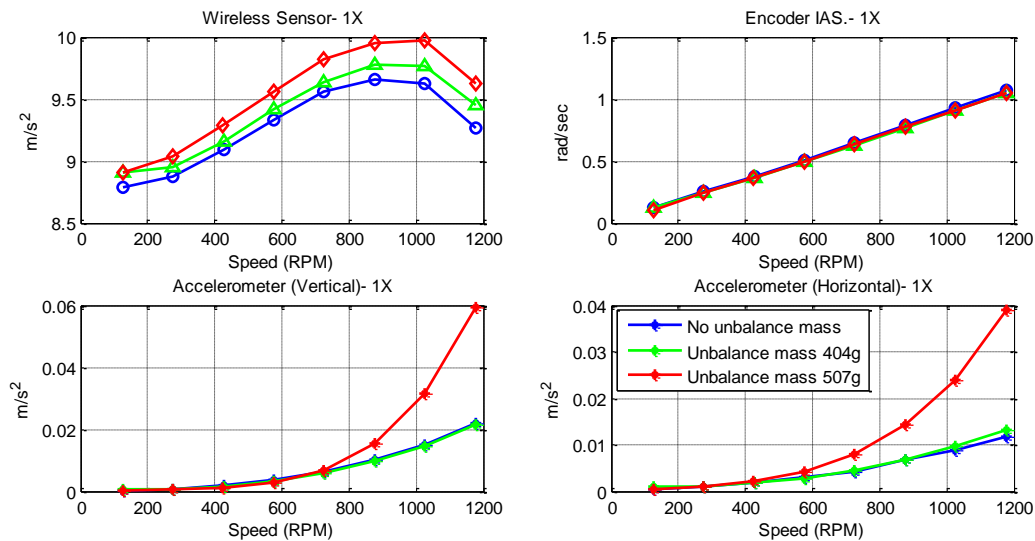 Wireless Sensor- 1X
10
9.5
9
8.5
m/s²
0 200 400 600 800 1000 1200
Speed (RPM)
Encoder IAS.- 1X
1.5
1
0.5
0
rad/sec
0 200 400 600 800 1000 1200
Speed (RPM)
Accelerometer (Vertical)- 1X
0.06
0.04
0.02
0
m/s²
0 200 400 600 800 1000 1200
Speed (RPM)
Accelerometer (Horizontal)- 1X
0.04
0.03
0.02
0.01
0
m/s²
No unbalance mass
Unbalance mass 404g
Unbalance mass 507g
0 200 400 600 800 1000 1200
Speed (RPM)